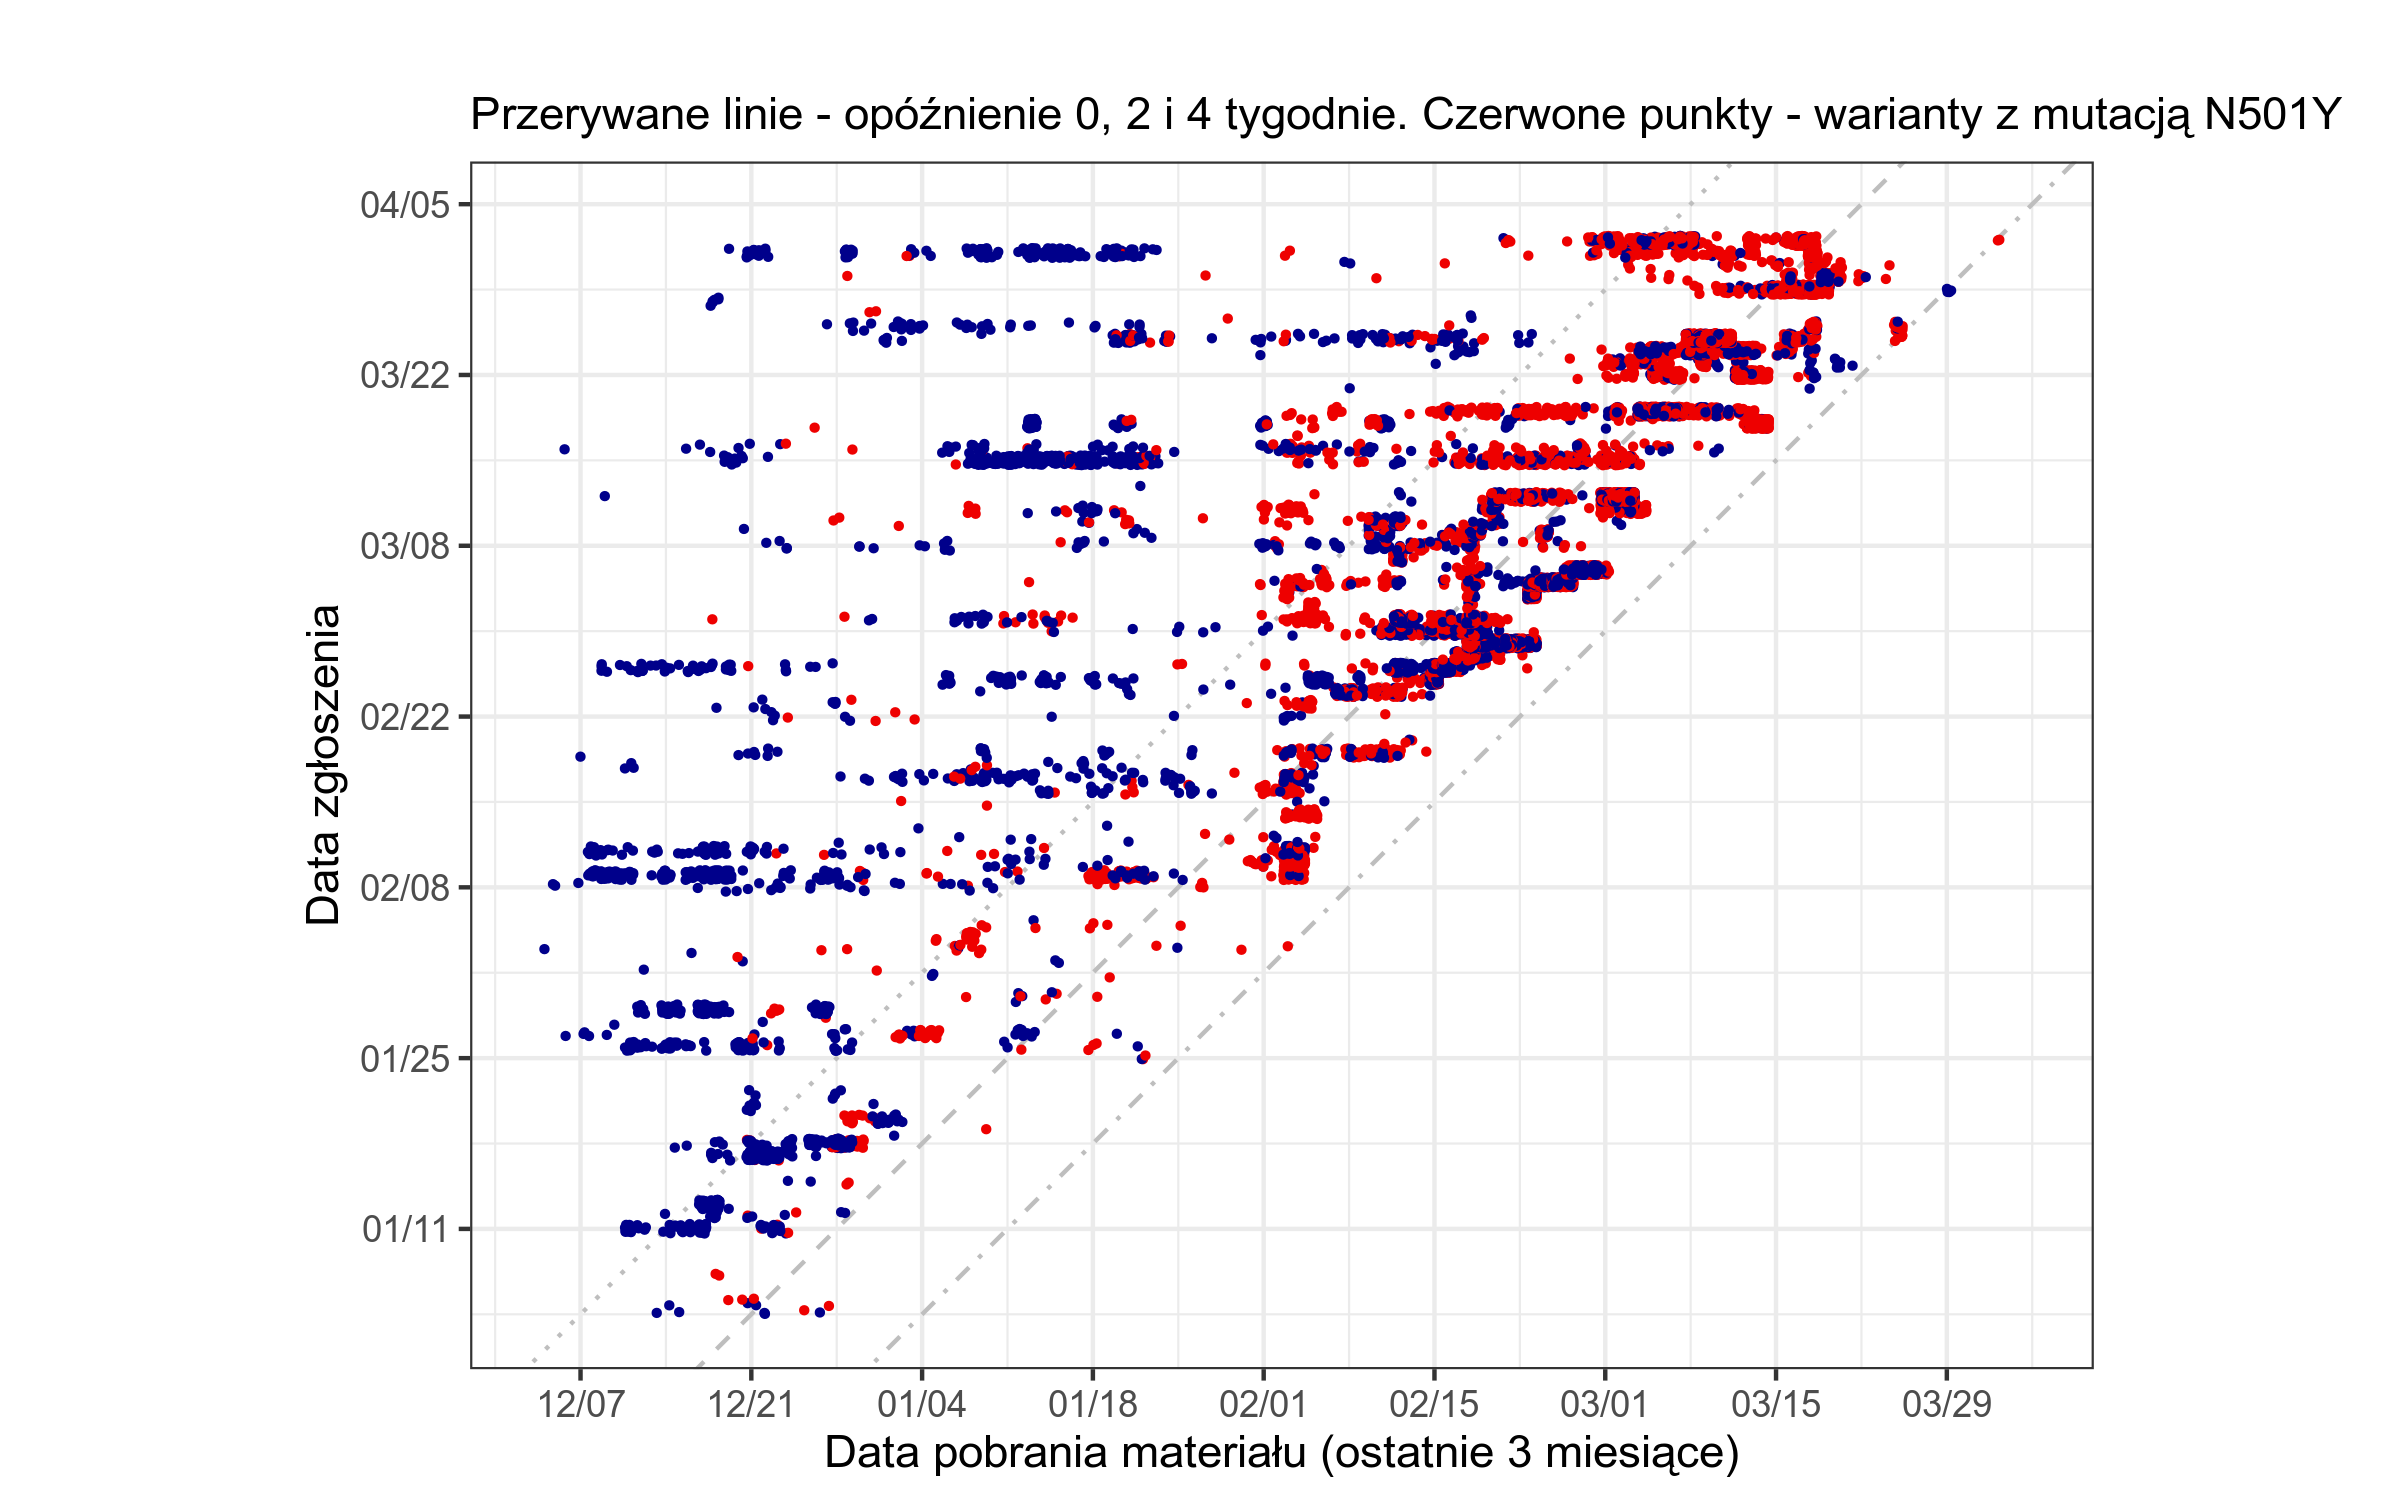 Przerywane linie - opóźnienie 0, 2 i 4 tygodnie. Czerwone punkty - warianty z mutacją N501Y
Data zgłoszenia
04/05
03/22
03/08
02/22
02/08
01/25
01/11
12/07 12/21 01/04 01/18 02/01 02/15 03/01 03/15 03/29
Data pobrania materiału (ostatnie 3 miesiące)